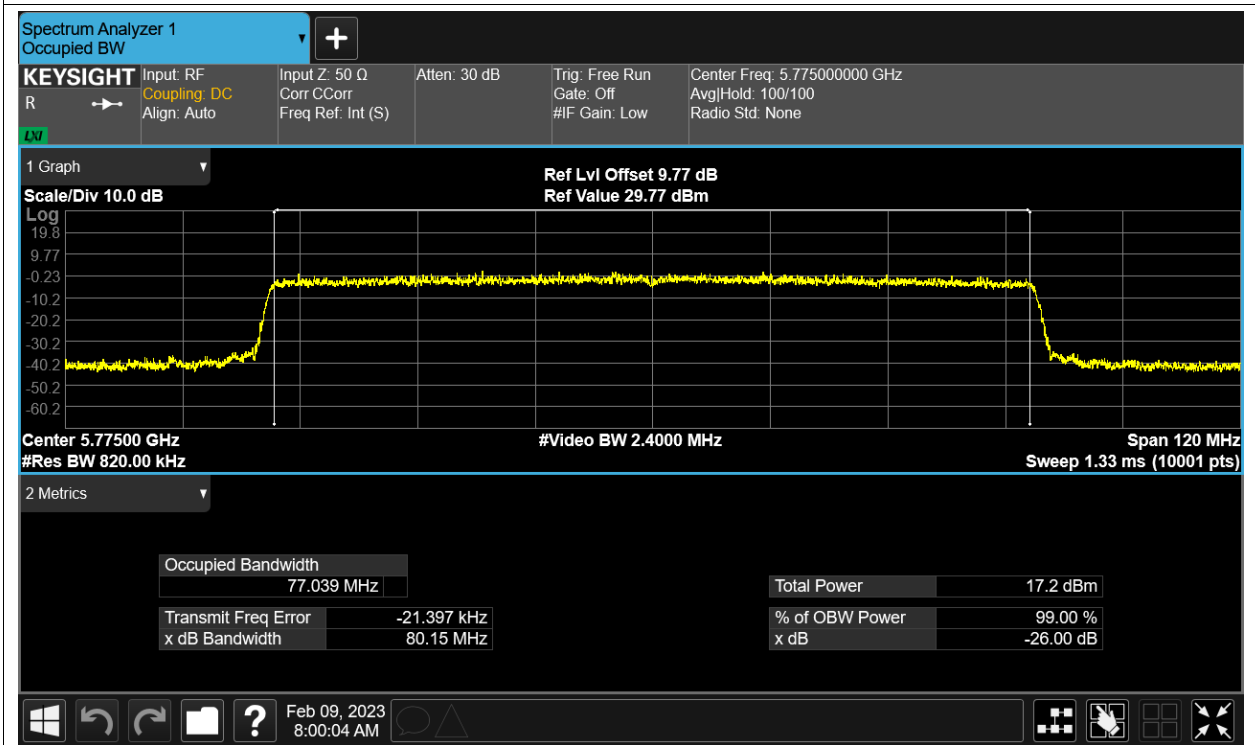 Spectrum Analyzer 1
Occupied BW
KEYSIGHT
R
LXI
Input: RF
Coupling: DC
Align: Auto
Input Z: 50 Ω
Corr CCorr
Freq Ref: Int (S)
Atten: 30 dB
Trig: Free Run
Gate: Off
#IF Gain: Low
Center Freq: 5.775000000 GHz
Avg|Hold: 100/100
Radio Std: None
1 Graph
Scale/Div 10.0 dB
Ref Lvl Offset 9.77 dB
Ref Value 29.77 dBm
Log
19.8
9.77
-0.23
-10.2
-20.2
-30.2
-40.2
-50.2
-60.2
Center 5.77500 GHz
#Video BW 2.4000 MHz
Span 120 MHz
#Res BW 820.00 kHz
Sweep 1.33 ms (10001 pts)
2 Metrics
Occupied Bandwidth
77.039 MHz
Transmit Freq Error -21.397 kHz
x dB Bandwidth 80.15 MHz
Total Power 17.2 dBm
% of OBW Power 99.00 %
x dB -26.00 dB
?
Feb 09, 2023
8:00:04 AM